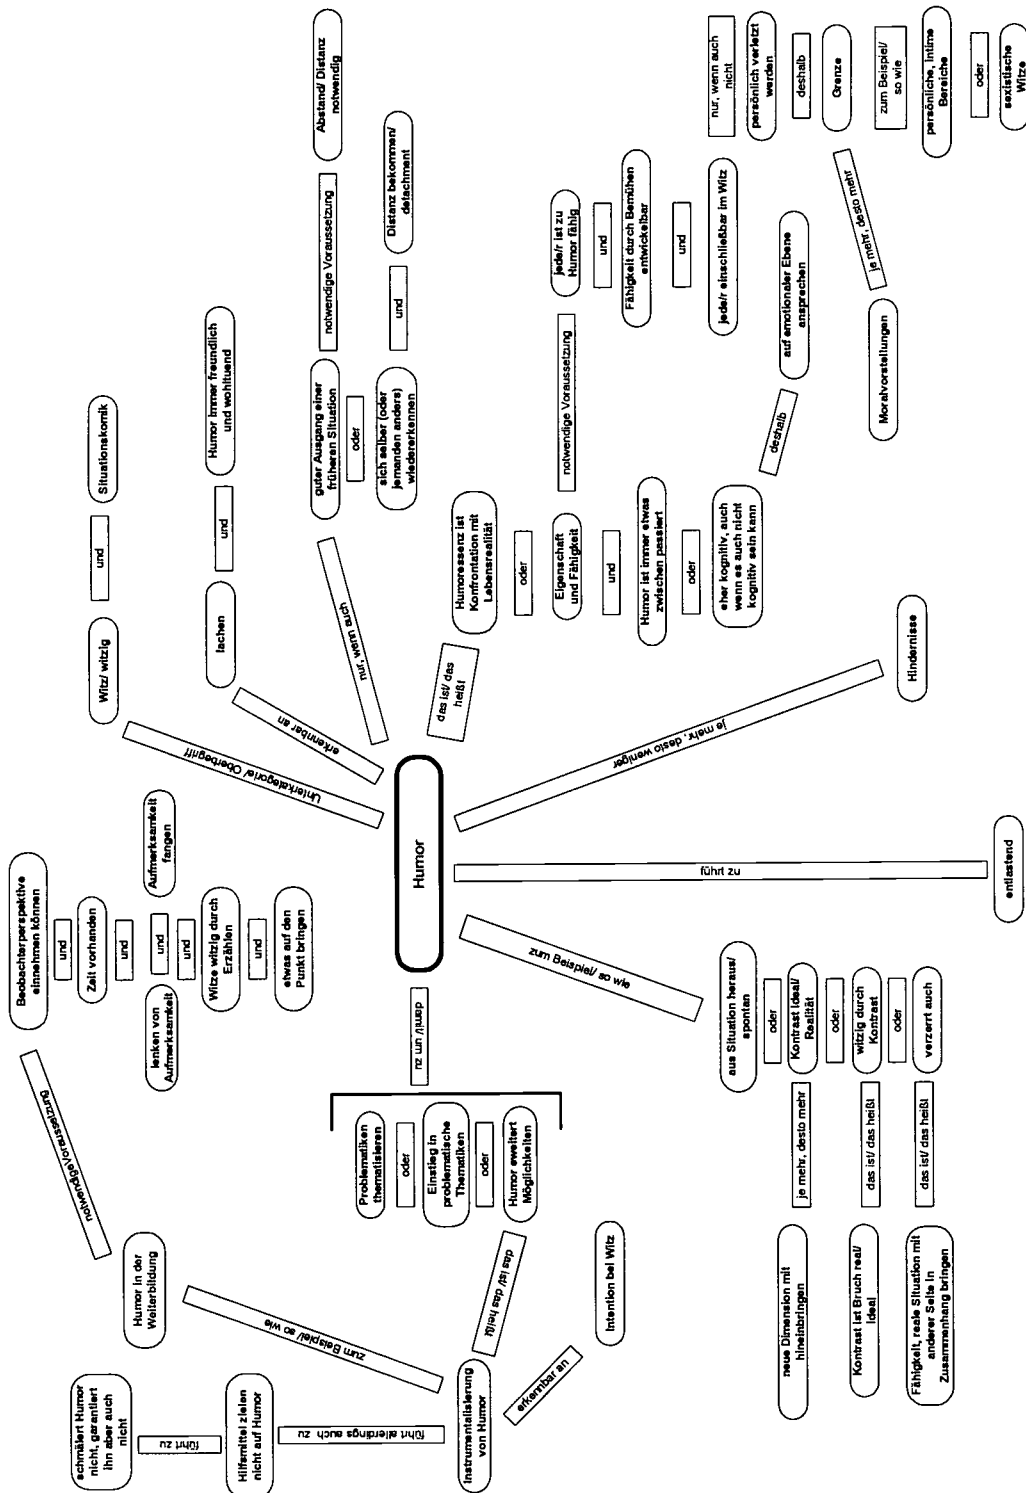 schmälert Humor
nicht, garantiert
ihn aber auch
nicht
führt zu
Hilfsmittel zielen
nicht auf Humor
führt allerdings auch zu
Instrumentalisierung
von Humor
erkennbar an
Intention bei Witz
zum Beispiel/ so wie
Humor in der
Weiterbildung
notwendige Voraussetzung
Beobachterperspektive
einnehmen können
und
Zeit vorhanden
und
lenken von
Aufmerksamkeit
und
Aufmerksamkeit
fangen
und
Witze witzig durch
Erzählen
und
etwas auf den
Punkt bringen
das ist/ das heißt
Problematiken
thematisieren
oder
Einstieg in
problematische
Thematiken
oder
Humor eweitert
Möglichkeiten
damit/ um zu
Humor
Unterkategorie/ Oberbegriff
Witz/ witzig
und
Situationskomik
erkennbar an
lachen
und
Humor immer freundlich
und wohltuend
nur, wenn auch
guter Ausgang einer
früheren Situation
notwendige Voraussetzung
Abstand/ Distanz
notwendig
oder
sich selber (oder
jemanden anders)
wiedererkennen
und
Distanz bekommen/
detachment
das ist/ das
heißt
Humoressenz ist
Konfrontation mit
Lebensrealität
oder
Eigenschaft
und Fähigkeit
notwendige Voraussetzung
jede/r ist zu
Humor fähig
und
Fähigkeit durch Bemühen
entwickelbar
und
jede/r einschließbar im Witz
nur, wenn auch
nicht
persönlich verletzt
werden
deshalb
Grenze
zum Beispiel/
so wie
persönliche, intime
Bereiche
oder
sexistische
Witze
je mehr, desto mehr
Moralvorstellungen
und
Humor ist immer etwas
zwischen passiert
oder
eher kognitiv, auch
wenn es auch nicht
kognitiv sein kann
deshalb
auf emotionaler Ebene
ansprechen
je mehr, desto weniger
Hindernisse
führt zu
entlastend
zum Beispiel/ so wie
aus Situation heraus/
spontan
oder
Kontrast Ideal/
Realität
je mehr, desto mehr
neue Dimension mit
hineinbringen
oder
witzig durch
Kontrast
das ist/ das heißt
Kontrast ist Bruch real/
Ideal
oder
verzerrt auch
das ist/ das heißt
Fähigkeit, reale Situation mit
anderer Seite in
Zusammenhang bringen